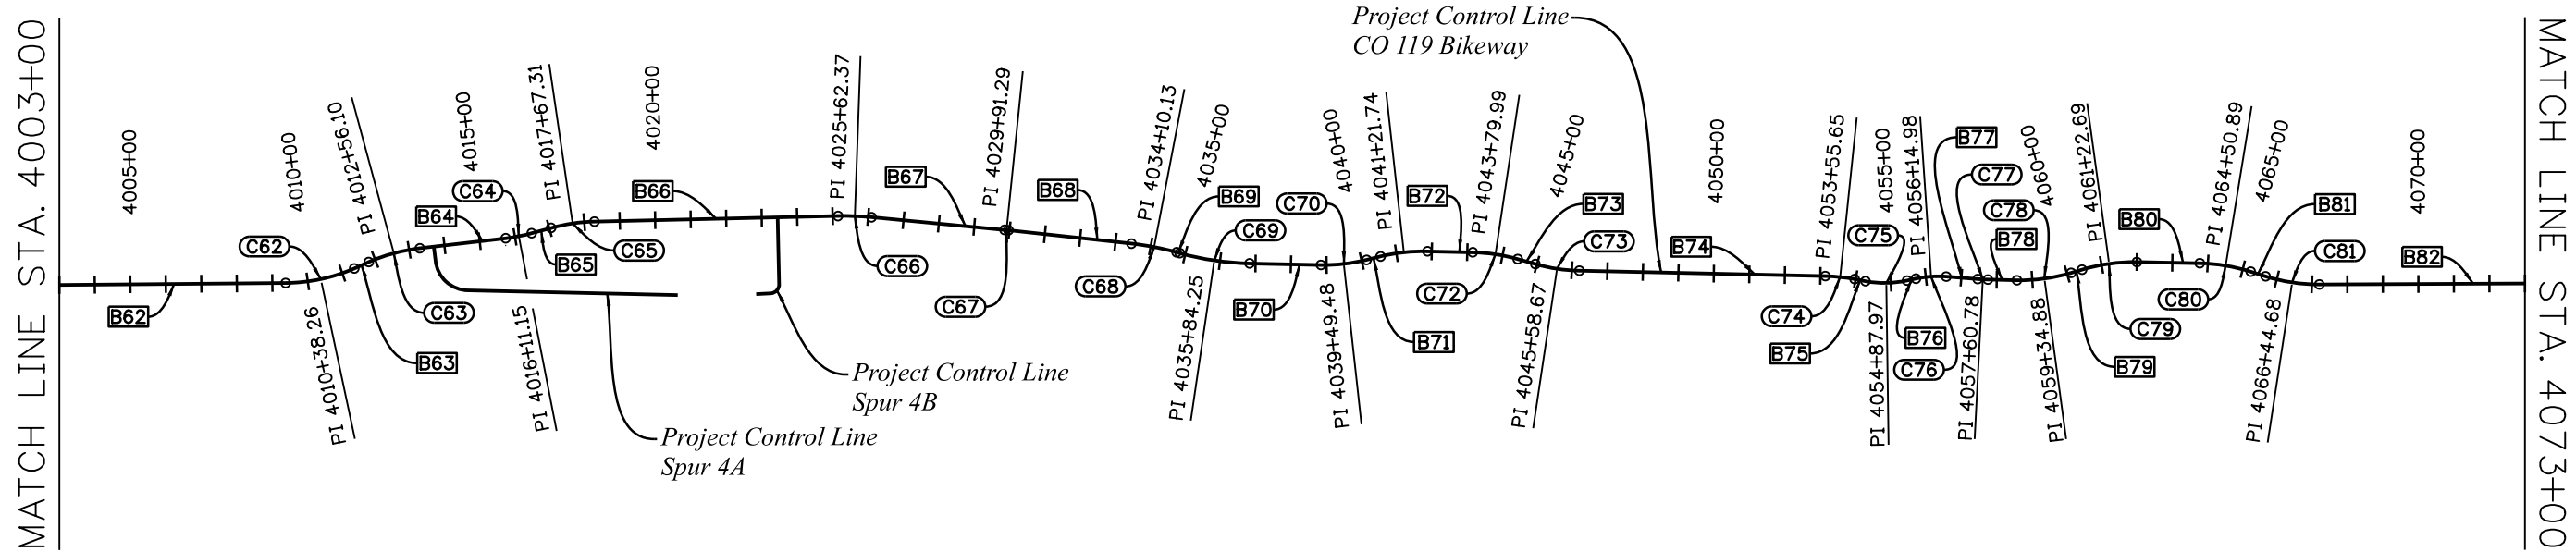 MATCH LINE STA. 4003+00
4005+00
B62
4010+00
C62
PI 4010+38.26
PI 4012+56.10
B63
C63
B64
4015+00
C64
PI 4016+11.15
PI 4017+67.31
B65
C65
4020+00
B66
Project Control Line
Spur 4A
Project Control Line
Spur 4B
PI 4025+62.37
C66
B67
PI 4029+91.29
C67
B68
PI 4034+10.13
C68
4035+00
B69
C69
PI 4035+84.25
B70
C70
PI 4039+49.48
4040+00
PI 4041+21.74
B71
B72
PI 4043+79.99
C72
Project Control Line
CO 119 Bikeway
4045+00
B73
C73
PI 4045+58.67
B74
4050+00
PI 4053+55.65
C74
B75
C75
4055+00
PI 4054+87.97
PI 4056+14.98
B76
C76
B77
C77
PI 4057+60.78
C78
B78
4060+00
PI 4059+34.88
PI 4061+22.69
B79
C79
B80
C80
PI 4064+50.89
4065+00
B81
C81
PI 4066+44.68
4070+00
B82
MATCH LINE STA. 4073+00